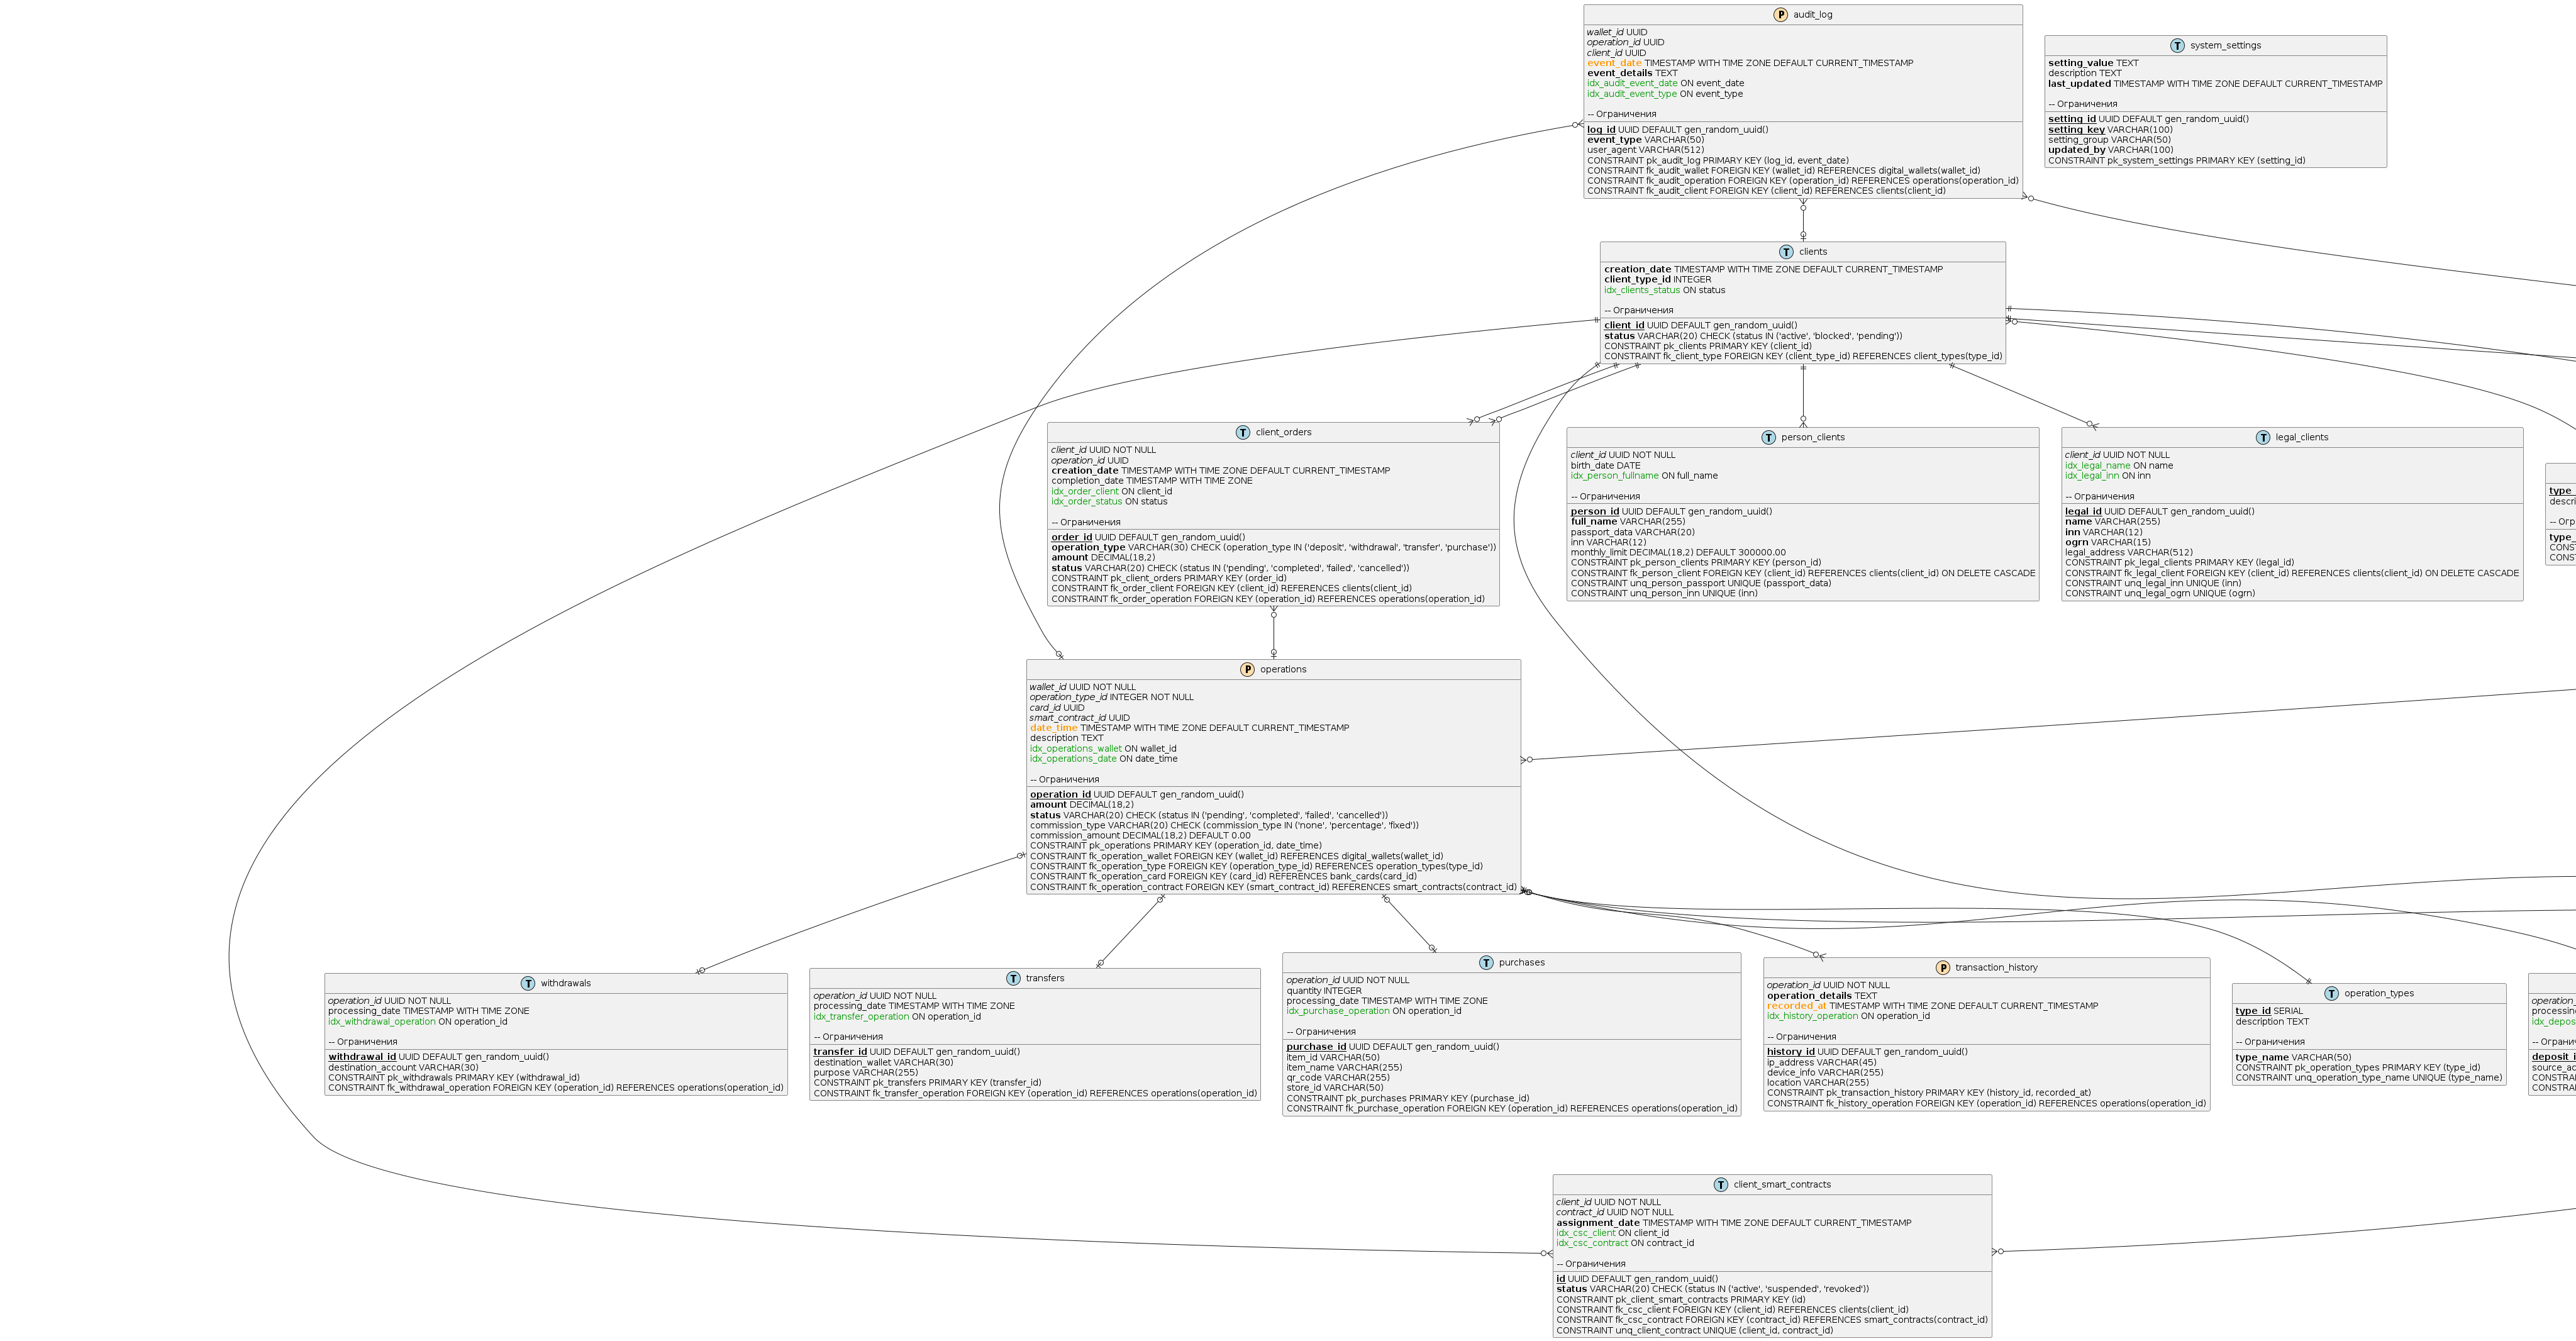 P audit_log
wallet_id UUID
operation_id UUID
client_id UUID
event_date TIMESTAMP WITH TIME ZONE DEFAULT CURRENT_TIMESTAMP
event_details TEXT
idx_audit_event_date ON event_date
idx_audit_event_type ON event_type
-- Ограничения
log_id UUID DEFAULT gen_random_uuid()
event_type VARCHAR(50)
user_agent VARCHAR(512)
CONSTRAINT pk_audit_log PRIMARY KEY (log_id, event_date)
CONSTRAINT fk_audit_wallet FOREIGN KEY (wallet_id) REFERENCES digital_wallets(wallet_id)
CONSTRAINT fk_audit_operation FOREIGN KEY (operation_id) REFERENCES operations(operation_id)
CONSTRAINT fk_audit_client FOREIGN KEY (client_id) REFERENCES clients(client_id)
T system_settings
setting_value TEXT
description TEXT
last_updated TIMESTAMP WITH TIME ZONE DEFAULT CURRENT_TIMESTAMP
-- Ограничения
setting_id UUID DEFAULT gen_random_uuid()
setting_key VARCHAR(100)
setting_group VARCHAR(50)
updated_by VARCHAR(100)
CONSTRAINT pk_system_settings PRIMARY KEY (setting_id)
T clients
creation_date TIMESTAMP WITH TIME ZONE DEFAULT CURRENT_TIMESTAMP
client_type_id INTEGER
idx_clients_status ON status
-- Ограничения
client_id UUID DEFAULT gen_random_uuid()
status VARCHAR(20) CHECK (status IN ('active', 'blocked', 'pending'))
CONSTRAINT pk_clients PRIMARY KEY (client_id)
CONSTRAINT fk_client_type FOREIGN KEY (client_type_id) REFERENCES client_types(type_id)
T client_orders
client_id UUID NOT NULL
operation_id UUID
creation_date TIMESTAMP WITH TIME ZONE DEFAULT CURRENT_TIMESTAMP
completion_date TIMESTAMP WITH TIME ZONE
idx_order_client ON client_id
idx_order_status ON status
-- Ограничения
order_id UUID DEFAULT gen_random_uuid()
operation_type VARCHAR(30) CHECK (operation_type IN ('deposit', 'withdrawal', 'transfer', 'purchase'))
amount DECIMAL(18,2)
status VARCHAR(20) CHECK (status IN ('pending', 'completed', 'failed', 'cancelled'))
CONSTRAINT pk_client_orders PRIMARY KEY (order_id)
CONSTRAINT fk_order_client FOREIGN KEY (client_id) REFERENCES clients(client_id)
CONSTRAINT fk_order_operation FOREIGN KEY (operation_id) REFERENCES operations(operation_id)
T person_clients
client_id UUID NOT NULL
birth_date DATE
idx_person_fullname ON full_name
-- Ограничения
person_id UUID DEFAULT gen_random_uuid()
full_name VARCHAR(255)
passport_data VARCHAR(20)
inn VARCHAR(12)
monthly_limit DECIMAL(18,2) DEFAULT 300000.00
CONSTRAINT pk_person_clients PRIMARY KEY (person_id)
CONSTRAINT fk_person_client FOREIGN KEY (client_id) REFERENCES clients(client_id) ON DELETE CASCADE
CONSTRAINT unq_person_passport UNIQUE (passport_data)
CONSTRAINT unq_person_inn UNIQUE (inn)
T legal_clients
client_id UUID NOT NULL
idx_legal_name ON name
idx_legal_inn ON inn
-- Ограничения
legal_id UUID DEFAULT gen_random_uuid()
name VARCHAR(255)
inn VARCHAR(12)
ogrn VARCHAR(15)
legal_address VARCHAR(512)
CONSTRAINT pk_legal_clients PRIMARY KEY (legal_id)
CONSTRAINT fk_legal_client FOREIGN KEY (client_id) REFERENCES clients(client_id) ON DELETE CASCADE
CONSTRAINT unq_legal_inn UNIQUE (inn)
CONSTRAINT unq_legal_ogrn UNIQUE (ogrn)
type_
descri
-- Огр
type_
CONS
CONS
P operations
wallet_id UUID NOT NULL
operation_type_id INTEGER NOT NULL
card_id UUID
smart_contract_id UUID
date_time TIMESTAMP WITH TIME ZONE DEFAULT CURRENT_TIMESTAMP
description TEXT
idx_operations_wallet ON wallet_id
idx_operations_date ON date_time
-- Ограничения
operation_id UUID DEFAULT gen_random_uuid()
amount DECIMAL(18,2)
status VARCHAR(20) CHECK (status IN ('pending', 'completed', 'failed', 'cancelled'))
commission_type VARCHAR(20) CHECK (commission_type IN ('none', 'percentage', 'fixed'))
commission_amount DECIMAL(18,2) DEFAULT 0.00
CONSTRAINT pk_operations PRIMARY KEY (operation_id, date_time)
CONSTRAINT fk_operation_wallet FOREIGN KEY (wallet_id) REFERENCES digital_wallets(wallet_id)
CONSTRAINT fk_operation_type FOREIGN KEY (operation_type_id) REFERENCES operation_types(type_id)
CONSTRAINT fk_operation_card FOREIGN KEY (card_id) REFERENCES bank_cards(card_id)
CONSTRAINT fk_operation_contract FOREIGN KEY (smart_contract_id) REFERENCES smart_contracts(contract_id)
T withdrawals
operation_id UUID NOT NULL
processing_date TIMESTAMP WITH TIME ZONE
idx_withdrawal_operation ON operation_id
-- Ограничения
withdrawal_id UUID DEFAULT gen_random_uuid()
destination_account VARCHAR(30)
CONSTRAINT pk_withdrawals PRIMARY KEY (withdrawal_id)
CONSTRAINT fk_withdrawal_operation FOREIGN KEY (operation_id) REFERENCES operations(operation_id)
T transfers
operation_id UUID NOT NULL
processing_date TIMESTAMP WITH TIME ZONE
idx_transfer_operation ON operation_id
-- Ограничения
transfer_id UUID DEFAULT gen_random_uuid()
destination_wallet VARCHAR(30)
purpose VARCHAR(255)
CONSTRAINT pk_transfers PRIMARY KEY (transfer_id)
CONSTRAINT fk_transfer_operation FOREIGN KEY (operation_id) REFERENCES operations(operation_id)
T purchases
operation_id UUID NOT NULL
quantity INTEGER
processing_date TIMESTAMP WITH TIME ZONE
idx_purchase_operation ON operation_id
-- Ограничения
purchase_id UUID DEFAULT gen_random_uuid()
item_id VARCHAR(50)
item_name VARCHAR(255)
qr_code VARCHAR(255)
store_id VARCHAR(50)
CONSTRAINT pk_purchases PRIMARY KEY (purchase_id)
CONSTRAINT fk_purchase_operation FOREIGN KEY (operation_id) REFERENCES operations(operation_id)
P transaction_history
operation_id UUID NOT NULL
operation_details TEXT
recorded_at TIMESTAMP WITH TIME ZONE DEFAULT CURRENT_TIMESTAMP
idx_history_operation ON operation_id
-- Ограничения
history_id UUID DEFAULT gen_random_uuid()
ip_address VARCHAR(45)
device_info VARCHAR(255)
location VARCHAR(255)
CONSTRAINT pk_transaction_history PRIMARY KEY (history_id, recorded_at)
CONSTRAINT fk_history_operation FOREIGN KEY (operation_id) REFERENCES operations(operation_id)
T operation_types
type_id SERIAL
description TEXT
-- Ограничения
type_name VARCHAR(50)
CONSTRAINT pk_operation_types PRIMARY KEY (type_id)
CONSTRAINT unq_operation_type_name UNIQUE (type_name)
operation_
processin
idx_depos
-- Ограни
deposit_i
source_ac
CONSTRA
CONSTRA
T client_smart_contracts
client_id UUID NOT NULL
contract_id UUID NOT NULL
assignment_date TIMESTAMP WITH TIME ZONE DEFAULT CURRENT_TIMESTAMP
idx_csc_client ON client_id
idx_csc_contract ON contract_id
-- Ограничения
id UUID DEFAULT gen_random_uuid()
status VARCHAR(20) CHECK (status IN ('active', 'suspended', 'revoked'))
CONSTRAINT pk_client_smart_contracts PRIMARY KEY (id)
CONSTRAINT fk_csc_client FOREIGN KEY (client_id) REFERENCES clients(client_id)
CONSTRAINT fk_csc_contract FOREIGN KEY (contract_id) REFERENCES smart_contracts(contract_id)
CONSTRAINT unq_client_contract UNIQUE (client_id, contract_id)